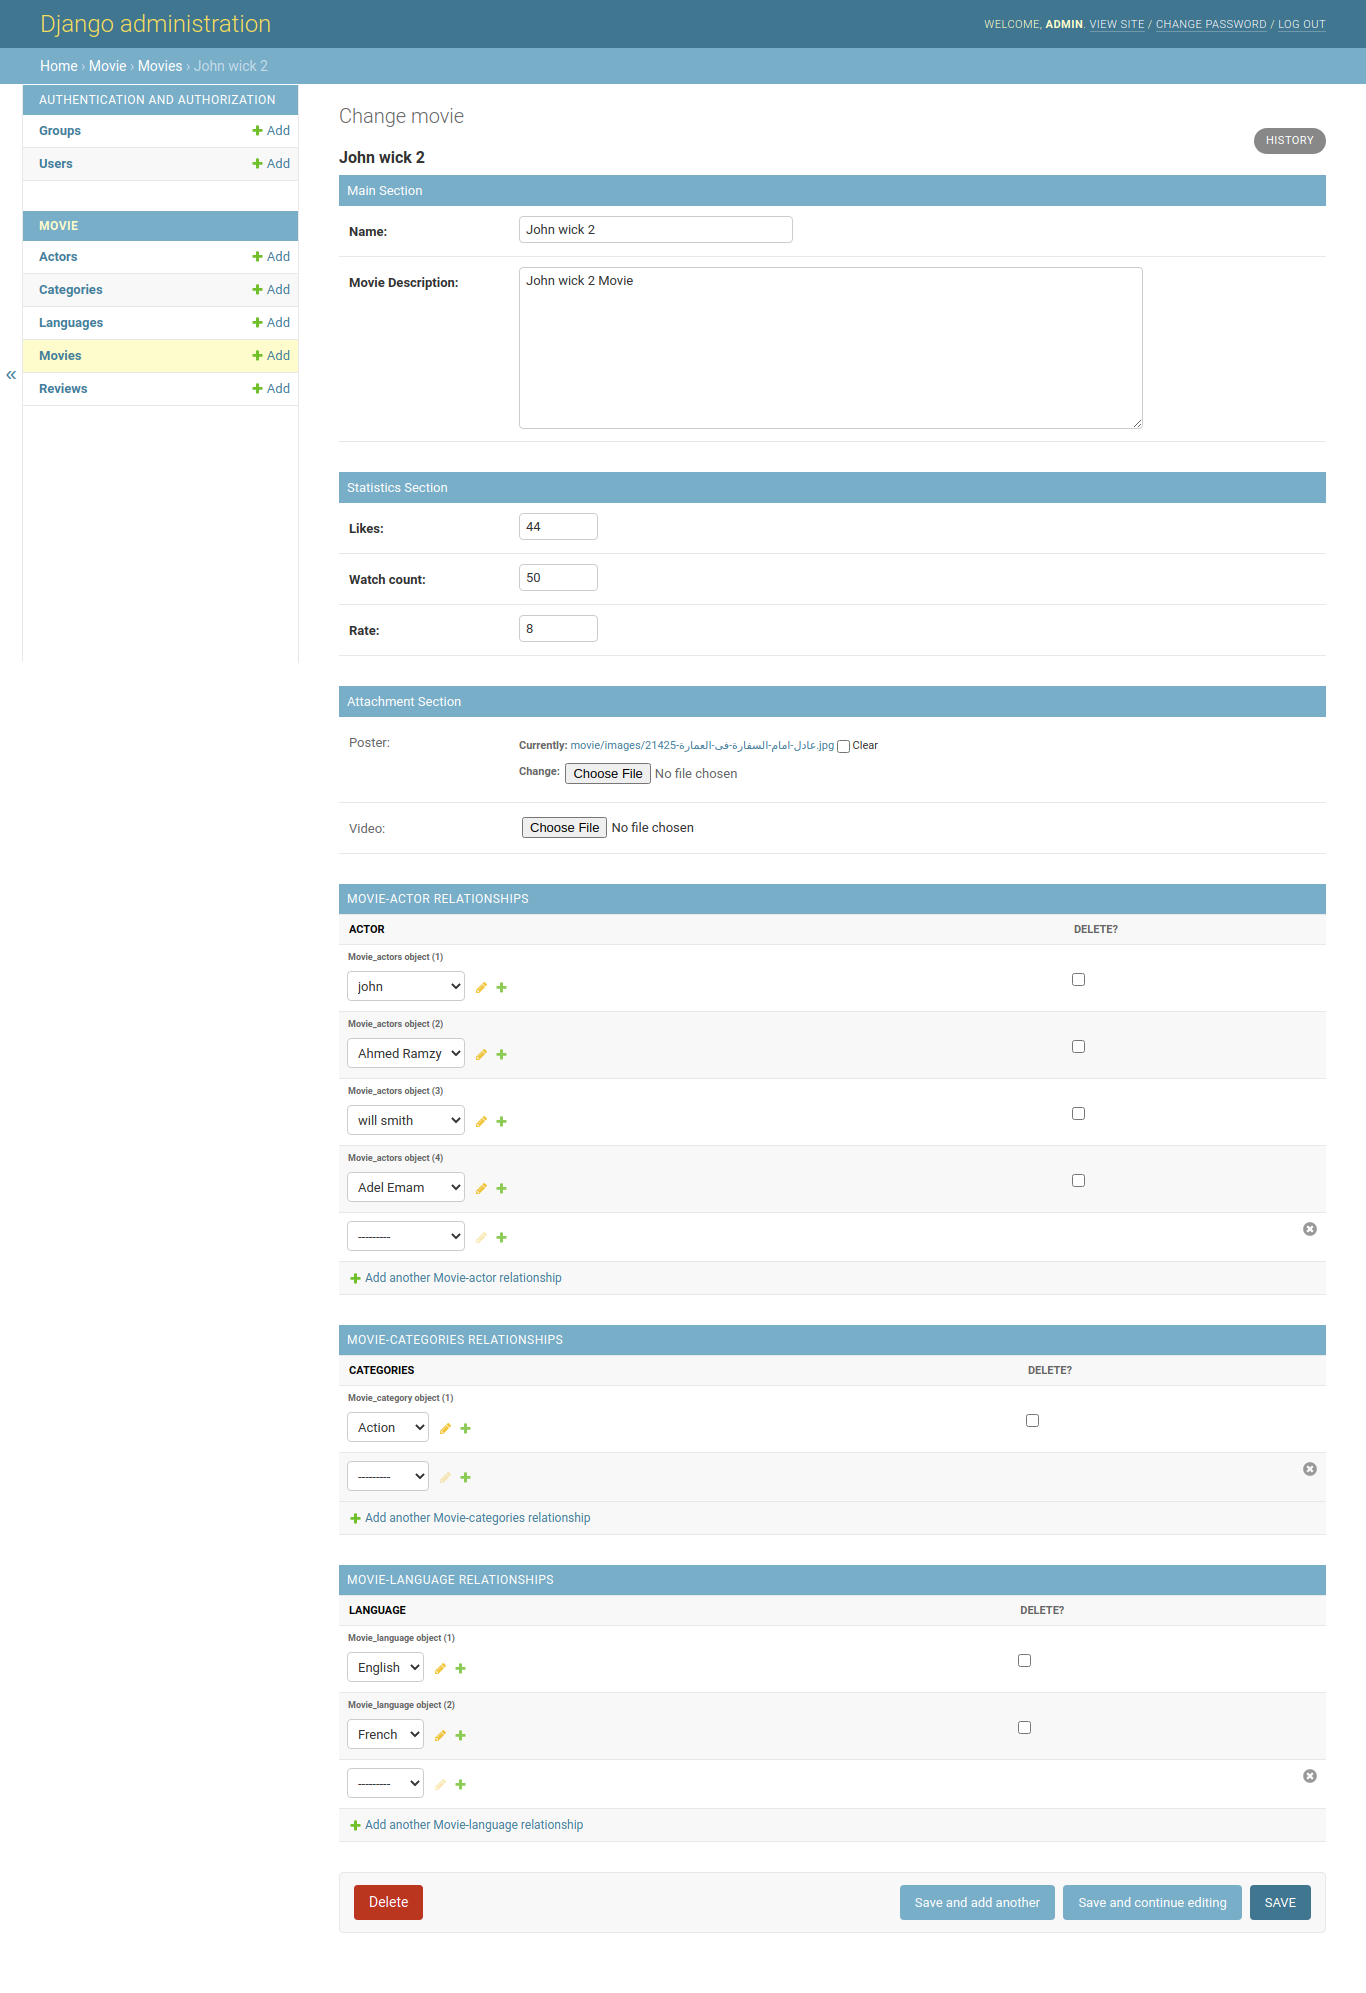 Django administration
WELCOME, ADMIN. VIEW SITE / CHANGE PASSWORD / LOG OUT
Home › Movie › Movies › John wick 2
AUTHENTICATION AND AUTHORIZATION
Groups Add
Users Add
MOVIE
Actors Add
Categories Add
Languages Add
Movies Add
Reviews Add
«
Change movie
HISTORY
John wick 2
Main Section
Name: John wick 2
Movie Description: John wick 2 Movie
Statistics Section
Likes: 44
Watch count: 50
Rate: 8
Attachment Section
Poster: Currently: movie/images/21425-عادل-امام-السفارة-فى-العمارة.jpg Clear
Change: Choose File No file chosen
Video: Choose File No file chosen
MOVIE-ACTOR RELATIONSHIPS
ACTOR DELETE?
Movie_actors object (1)
john
Movie_actors object (2)
Ahmed Ramzy
Movie_actors object (3)
will smith
Movie_actors object (4)
Adel Emam
---------
Add another Movie-actor relationship
MOVIE-CATEGORIES RELATIONSHIPS
CATEGORIES DELETE?
Movie_category object (1)
Action
---------
Add another Movie-categories relationship
MOVIE-LANGUAGE RELATIONSHIPS
LANGUAGE DELETE?
Movie_language object (1)
English
Movie_language object (2)
French
---------
Add another Movie-language relationship
Delete Save and add another Save and continue editing SAVE